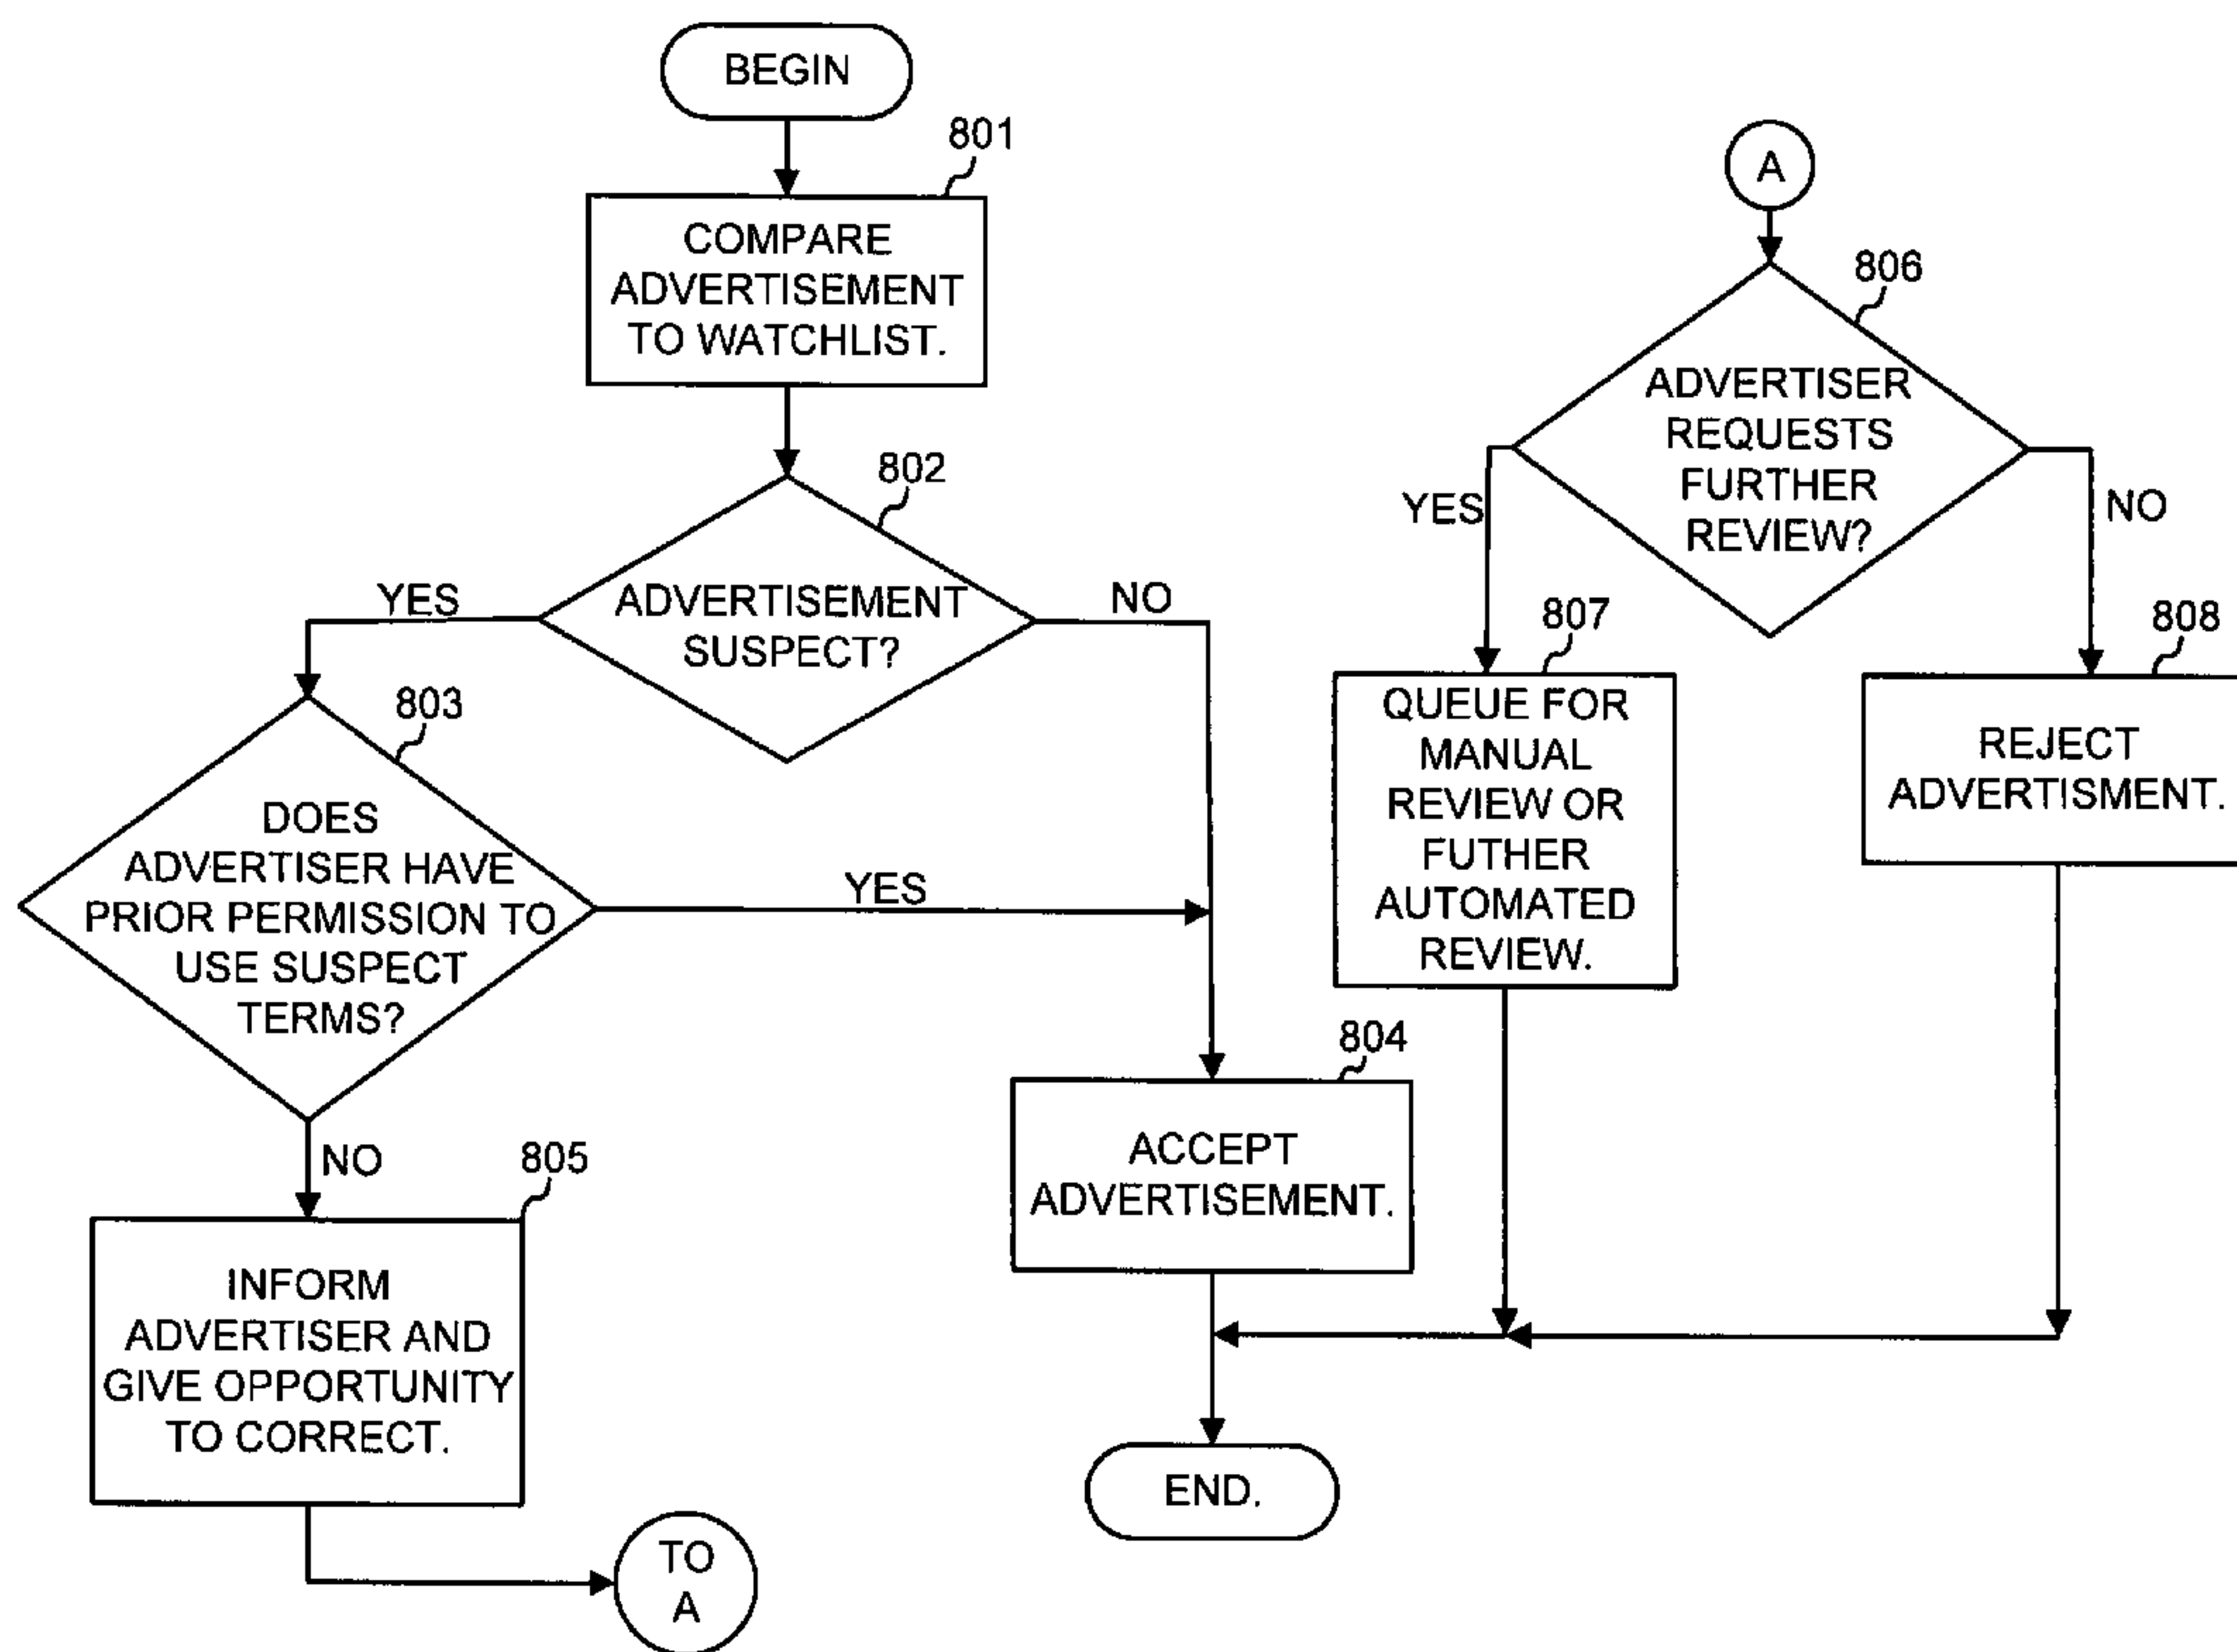 BEGIN
801
COMPARE
ADVERTISEMENT
TO WATCHLIST.
802
ADVERTISEMENT
SUSPECT?
YES
NO
803
DOES
ADVERTISER HAVE
PRIOR PERMISSION TO
USE SUSPECT
TERMS?
YES
NO
804
ACCEPT
ADVERTISEMENT.
805
INFORM
ADVERTISER AND
GIVE OPPORTUNITY
TO CORRECT.
TO
A
END.
A
806
ADVERTISER
REQUESTS
FURTHER
REVIEW?
YES
NO
807
QUEUE FOR
MANUAL
REVIEW OR
FUTHER
AUTOMATED
REVIEW.
808
REJECT
ADVERTISMENT.